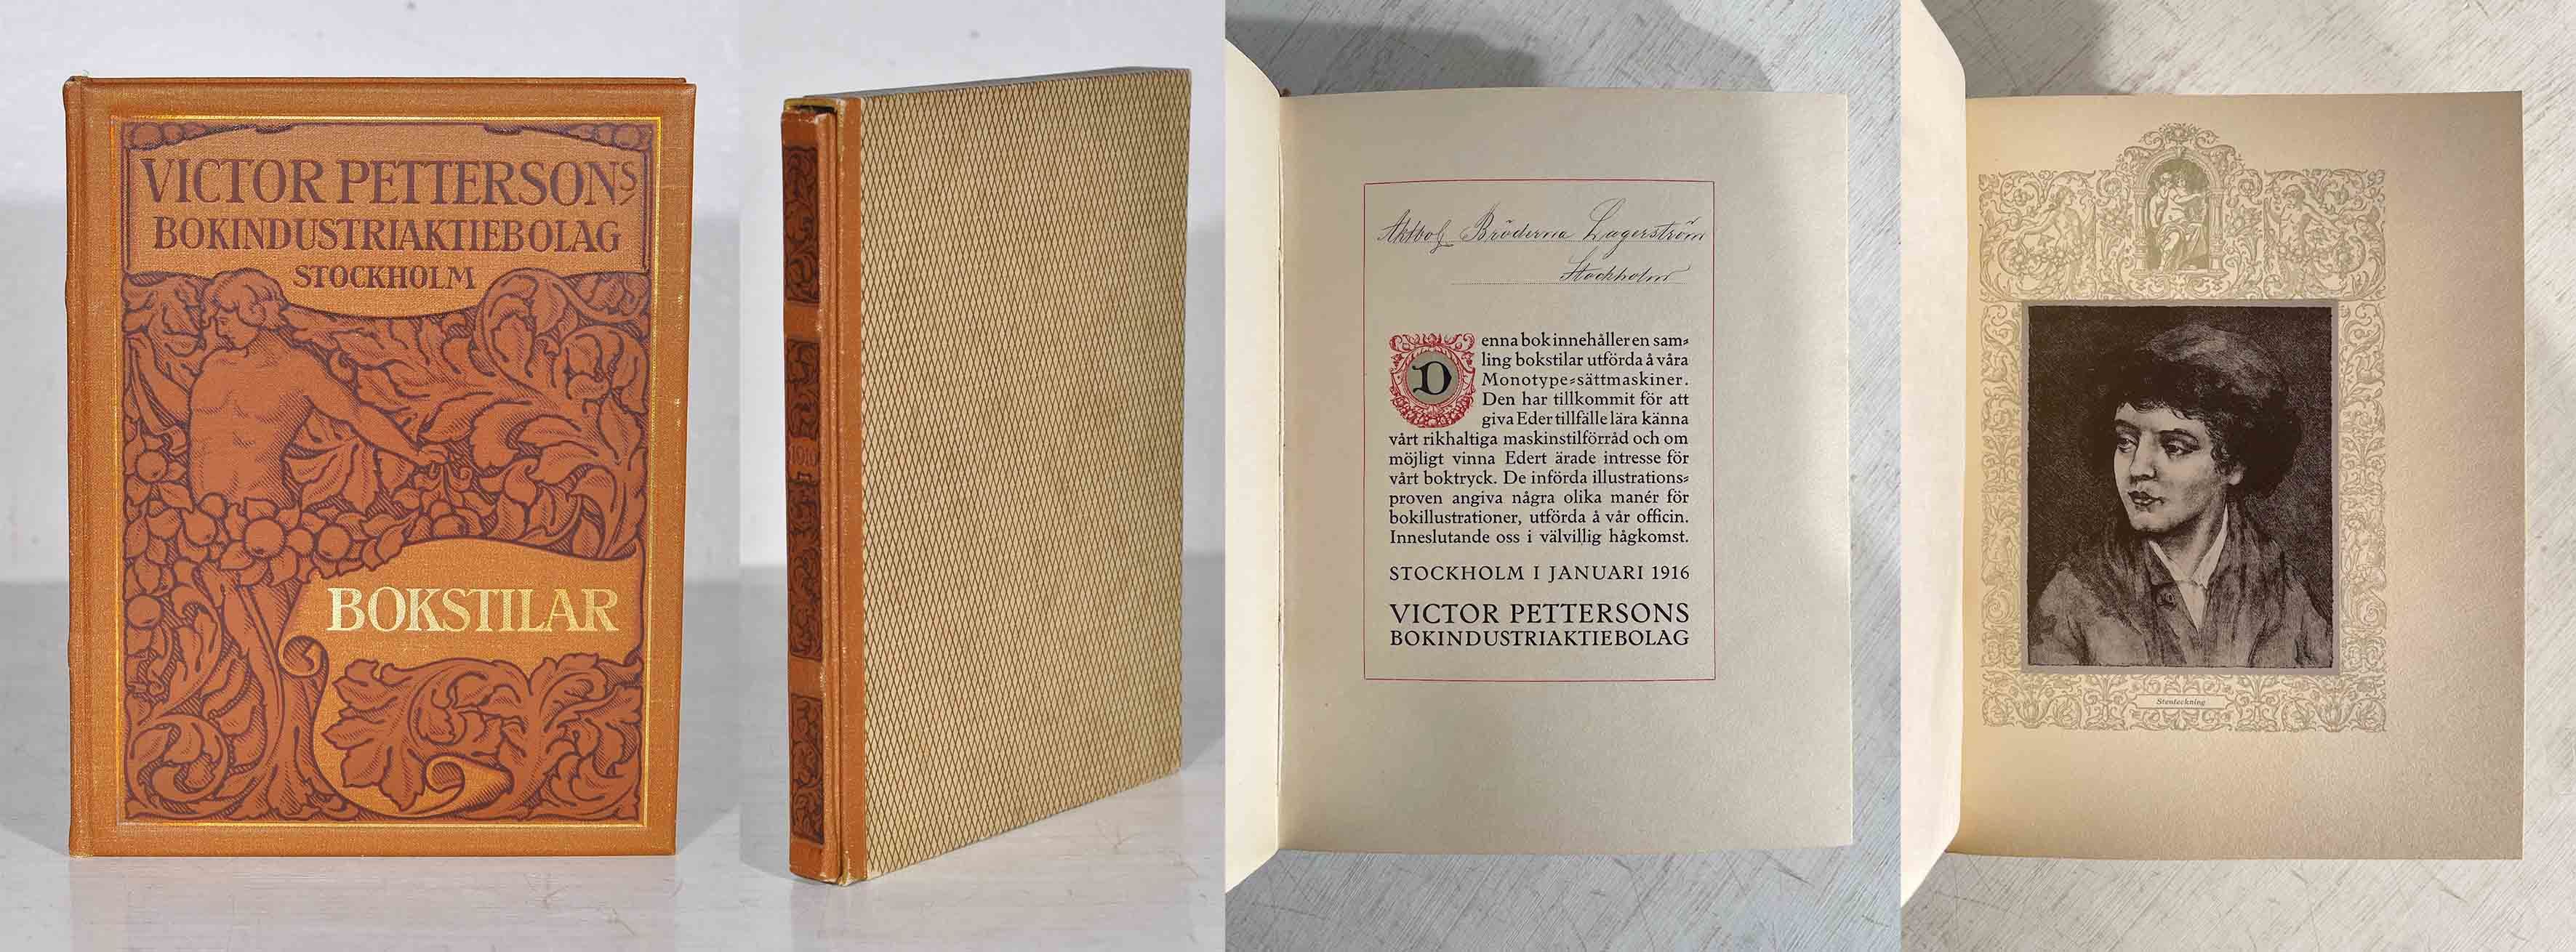 VICTOR PETTERSONS
BOKINDUSTRIAKTIEBOLAG
STOCKHOLM
BOKSTILAR
Aktbol Bröderna Lagerström
Stockholm
Denna bok innehåller en sam=
ling bokstilar utförda å våra
Monotype=sättmaskiner.
Den har tillkommit för att
giva Eder tillfälle lära känna
vårt rikhaltiga maskinstilförråd och om
möjligt vinna Edert ärade intresse för
vårt boktryck. De införda illustrations=
proven angiva några olika manér för
bokillustrationer, utförda å vår officin.
Inneslutande oss i välvillig hågkomst.
STOCKHOLM I JANUARI 1916
VICTOR PETTERSONS
BOKINDUSTRIAKTIEBOLAG
Stenteckning